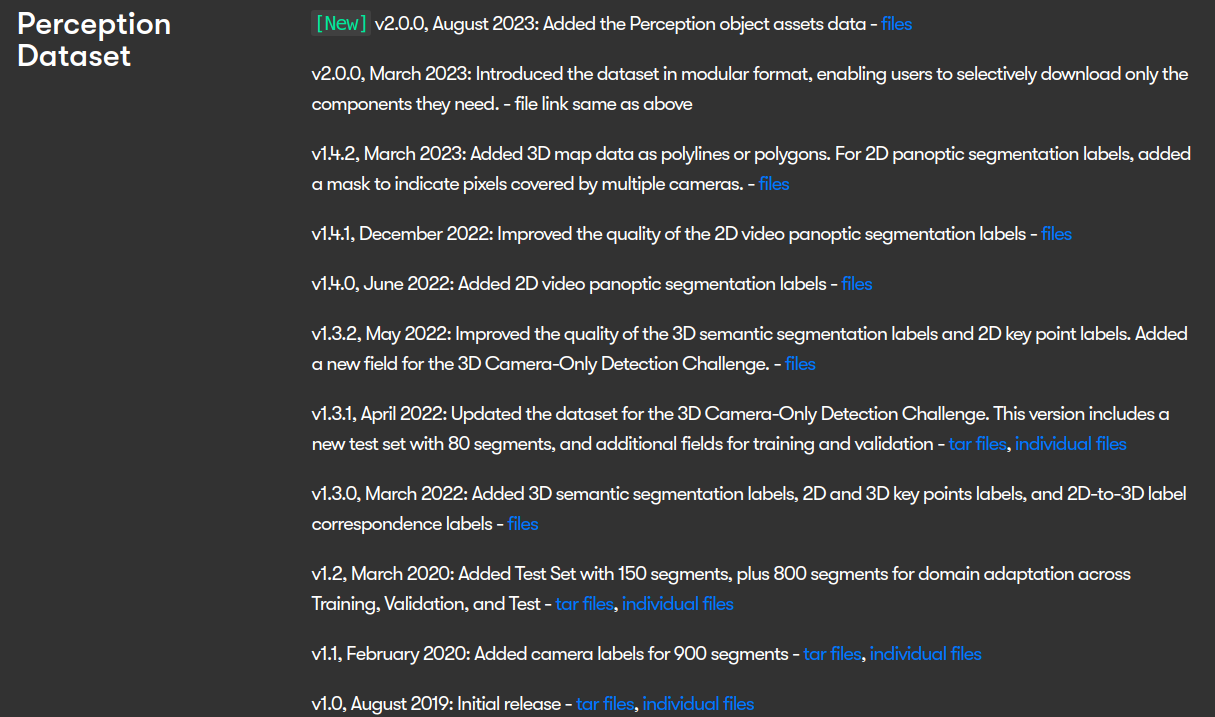 Perception
Dataset
[New] v2.0.0, August 2023: Added the Perception object assets data - files
v2.0.0, March 2023: Introduced the dataset in modular format, enabling users to selectively download only the
components they need. - file link same as above
v1.4.2, March 2023: Added 3D map data as polylines or polygons. For 2D panoptic segmentation labels, added
a mask to indicate pixels covered by multiple cameras. - files
v1.4.1, December 2022: Improved the quality of the 2D video panoptic segmentation labels - files
v1.4.0, June 2022: Added 2D video panoptic segmentation labels - files
v1.3.2, May 2022: Improved the quality of the 3D semantic segmentation labels and 2D key point labels. Added
a new field for the 3D Camera-Only Detection Challenge. - files
v1.3.1, April 2022: Updated the dataset for the 3D Camera-Only Detection Challenge. This version includes a
new test set with 80 segments, and additional fields for training and validation - tar files, individual files
v1.3.0, March 2022: Added 3D semantic segmentation labels, 2D and 3D key points labels, and 2D-to-3D label
correspondence labels - files
v1.2, March 2020: Added Test Set with 150 segments, plus 800 segments for domain adaptation across
Training, Validation, and Test - tar files, individual files
v1.1, February 2020: Added camera labels for 900 segments - tar files, individual files
v1.0, August 2019: Initial release - tar files, individual files